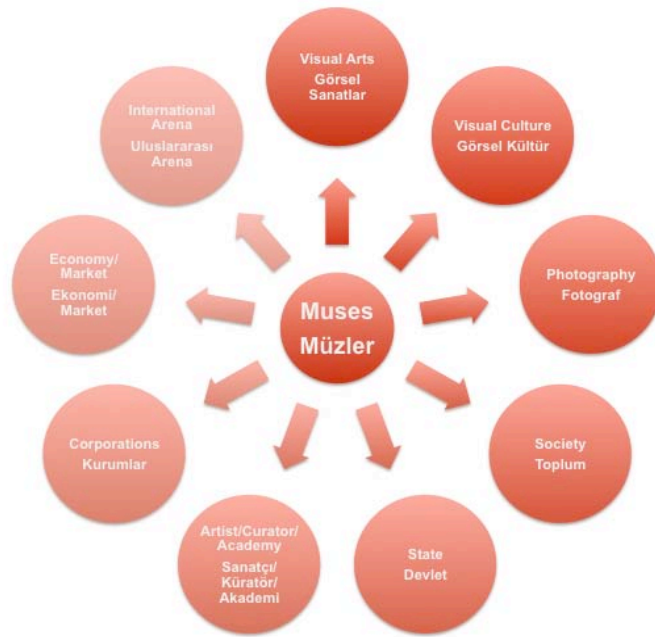 Visual Arts
Görsel
Sanatlar
Visual Culture
Görsel Kültür
Photography
Fotograf
Society
Toplum
State
Devlet
Artist/Curator/
Academy
Sanatçı/
Küratör/
Akademi
Corporations
Kurumlar
Economy/
Market
Ekonomi/
Market
International
Arena
Uluslararası
Arena
Muses
Müzler